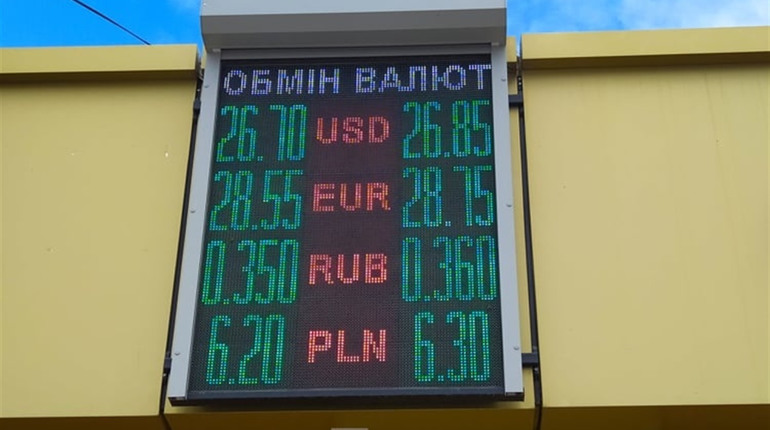 ОБМІН ВАЛЮТ
26.70 USD 26.85
28.55 EUR 28.75
0.350 RUB 0.360
6.20 PLN 6.30